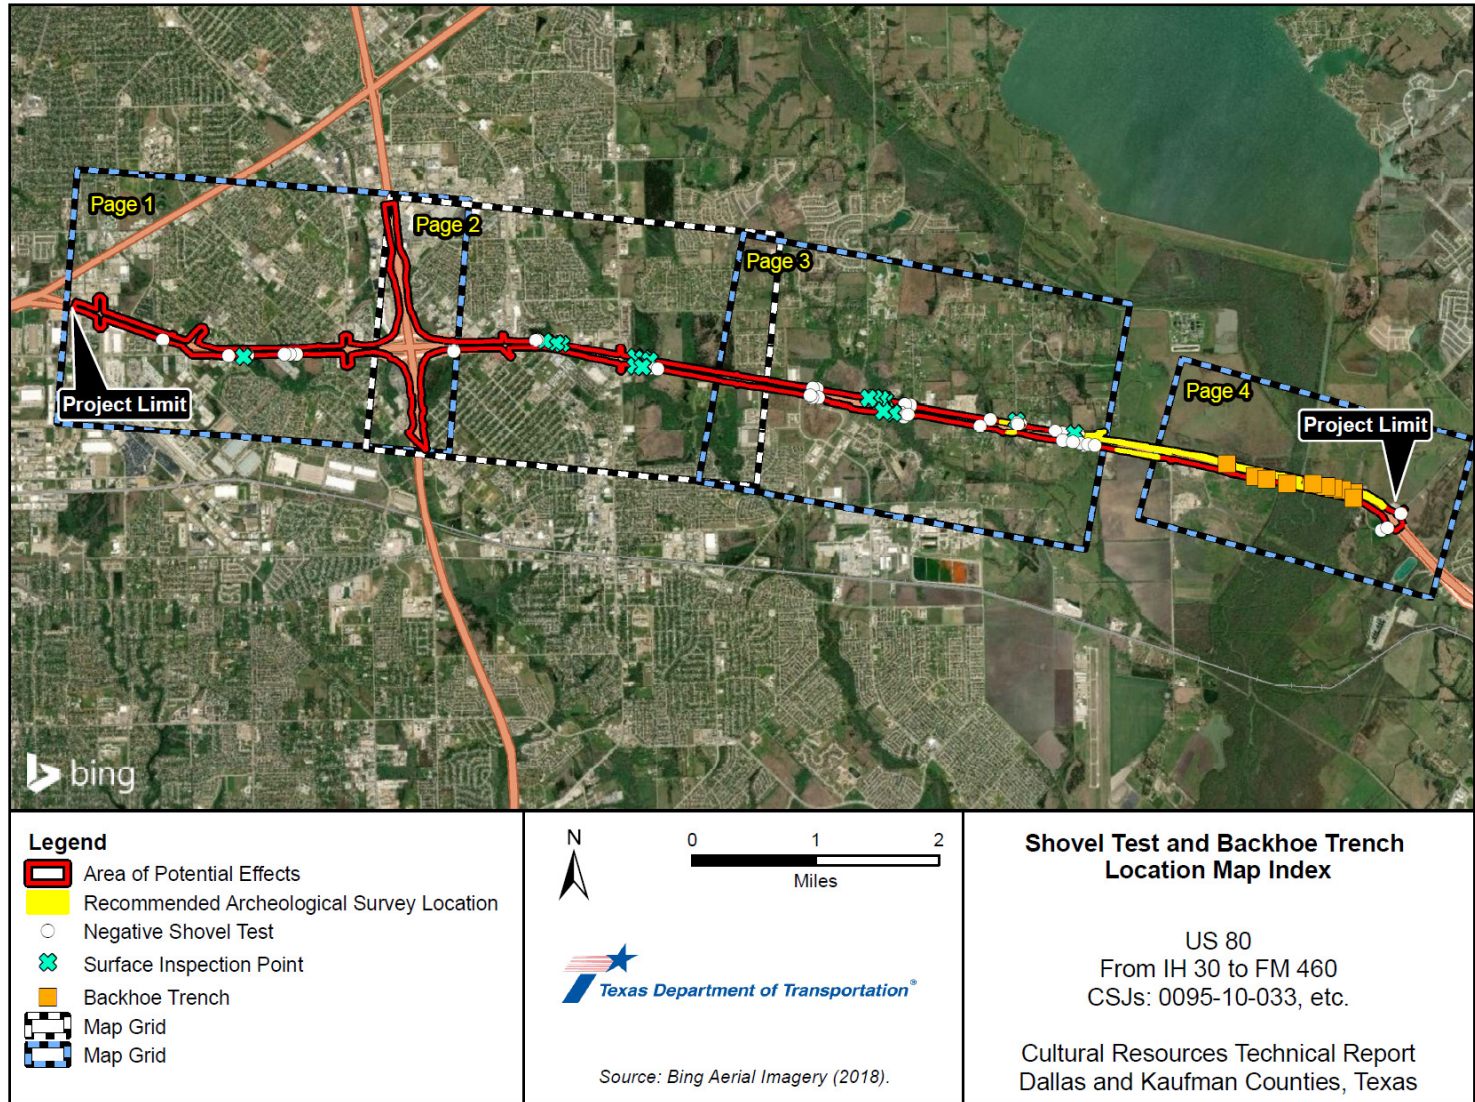 Page 1
Page 2
Page 3
Page 4
Project Limit
Project Limit
bing
Legend
Area of Potential Effects
Recommended Archeological Survey Location
Negative Shovel Test
Surface Inspection Point
Backhoe Trench
Map Grid
Map Grid
N
0 1 2
Miles
Texas Department of Transportation®
Source: Bing Aerial Imagery (2018).
Shovel Test and Backhoe Trench
Location Map Index
US 80
From IH 30 to FM 460
CSJs: 0095-10-033, etc.
Cultural Resources Technical Report
Dallas and Kaufman Counties, Texas